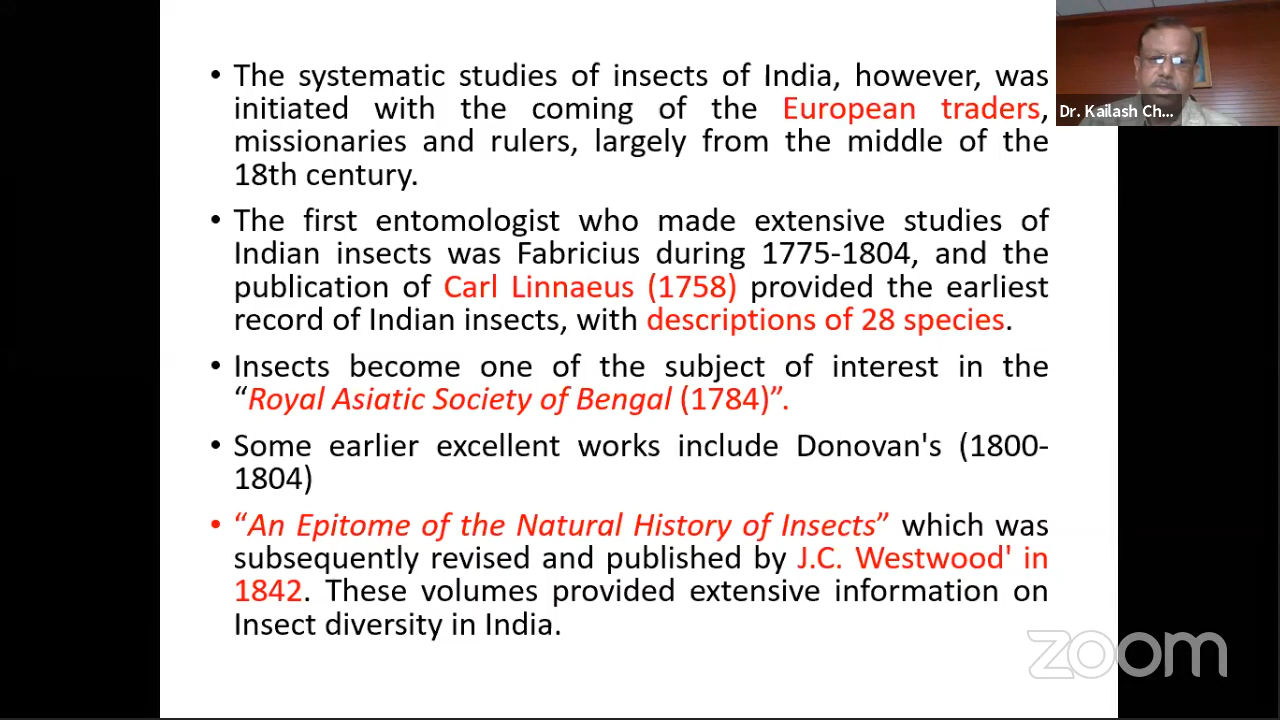 • The systematic studies of insects of India, however, was
initiated with the coming of the European traders,
missionaries and rulers, largely from the middle of the
18th century.
• The first entomologist who made extensive studies of
Indian insects was Fabricius during 1775-1804, and the
publication of Carl Linnaeus (1758) provided the earliest
record of Indian insects, with descriptions of 28 species.
• Insects become one of the subject of interest in the
“Royal Asiatic Society of Bengal (1784)”.
• Some earlier excellent works include Donovan's (1800-
1804)
• “An Epitome of the Natural History of Insects” which was
subsequently revised and published by J.C. Westwood' in
1842. These volumes provided extensive information on
Insect diversity in India.
Dr. Kailash Ch...
zoom